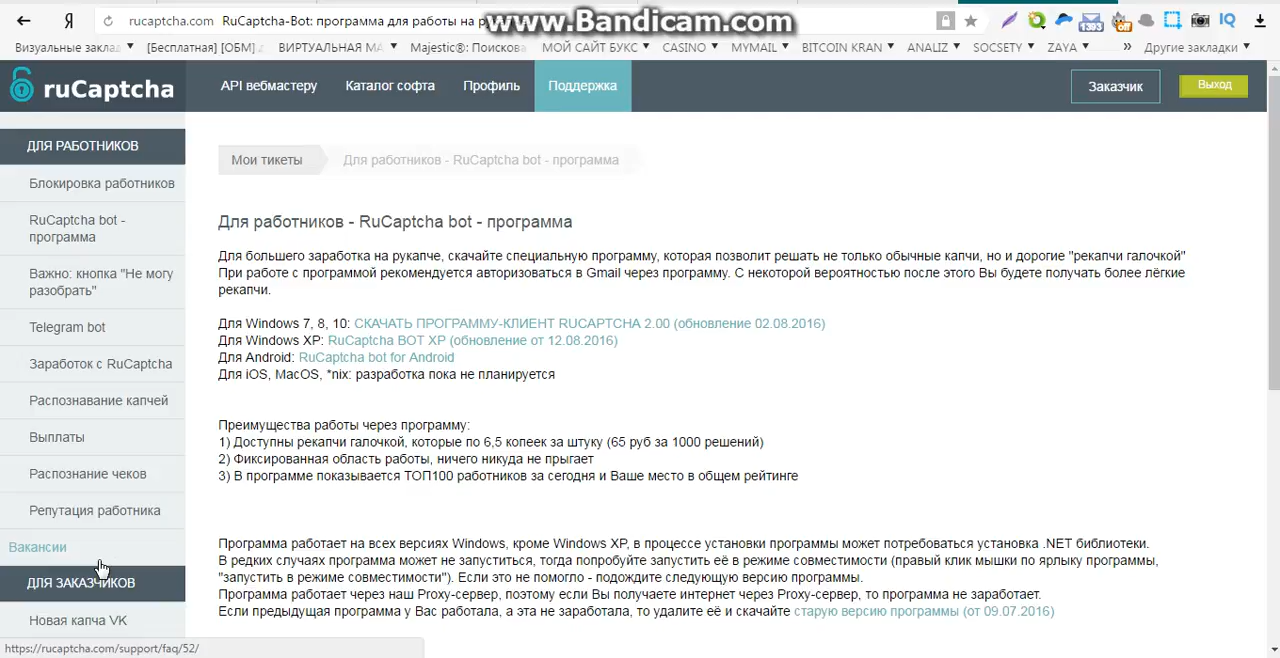 Я
rucaptcha.com RuCaptcha-Bot: программа для работы на р
www.Bandicam.com
1393
off
IQ
Визуальные заклад
[Бесплатная] [ОБМ]
ВИРТУАЛЬНАЯ МА
Majestic®: Поискова
МОЙ САЙТ БУКС
CASINO
MYMAIL
BITCOIN KRAN
ANALIZ
SOCSETY
ZAYA
»
Другие закладки
ruCaptcha
API вебмастеру
Каталог софта
Профиль
Поддержка
Заказчик
Выход
ДЛЯ РАБОТНИКОВ
Блокировка работников
RuCaptcha bot -
программа
Важно: кнопка "Не могу
разобрать"
Telegram bot
Заработок с RuCaptcha
Распознавание капчей
Выплаты
Распознание чеков
Репутация работника
Вакансии
ДЛЯ ЗАКАЗЧИКОВ
Новая капча VK
Мои тикеты
Для работников - RuCaptcha bot - программа
Для работников - RuCaptcha bot - программа
Для большего заработка на рукапче, скачайте специальную программу, которая позволит решать не только обычные капчи, но и дорогие "рекапчи галочкой"
При работе с программой рекомендуется авторизоваться в Gmail через программу. С некоторой вероятностью после этого Вы будете получать более лёгкие
рекапчи.
Для Windows 7, 8, 10: СКАЧАТЬ ПРОГРАММУ-КЛИЕНТ RUCAPTCHA 2.00 (обновление 02.08.2016)
Для Windows XP: RuCaptcha BOT XP (обновление от 12.08.2016)
Для Android: RuCaptcha bot for Android
Для iOS, MacOS, *nix: разработка пока не планируется
Преимущества работы через программу:
1) Доступны рекапчи галочкой, которые по 6,5 копеек за штуку (65 руб за 1000 решений)
2) Фиксированная область работы, ничего никуда не прыгает
3) В программе показывается ТОП100 работников за сегодня и Ваше место в общем рейтинге
Программа работает на всех версиях Windows, кроме Windows XP, в процессе установки программы может потребоваться установка .NET библиотеки.
В редких случаях программа может не запуститься, тогда попробуйте запустить её в режиме совместимости (правый клик мышки по ярлыку программы,
"запустить в режиме совместимости"). Если это не помогло - подождите следующую версию программы.
Программа работает через наш Proxy-сервер, поэтому если Вы получаете интернет через Proxy-сервер, то программа не заработает.
Если предыдущая программа у Вас работала, а эта не заработала, то удалите её и скачайте старую версию программы (от 09.07.2016)
https://rucaptcha.com/support/faq/52/